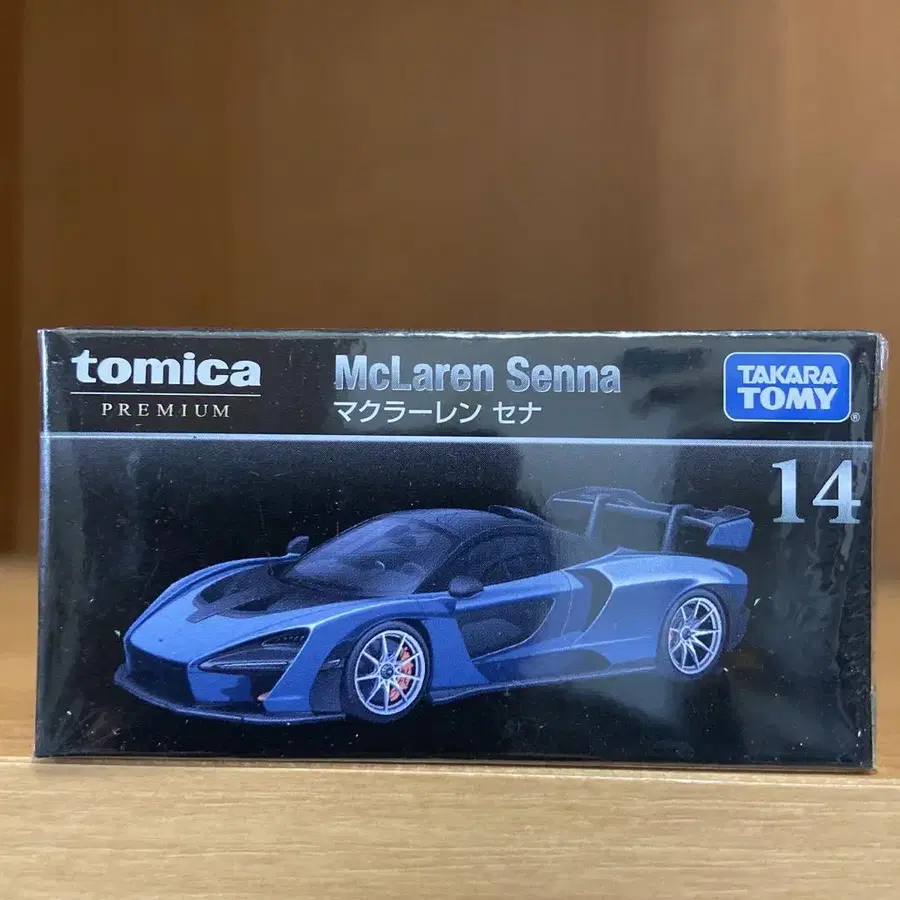 tomica
PREMIUM
McLaren Senna
マクラーレン セナ
TAKARA
TOMY
®
14